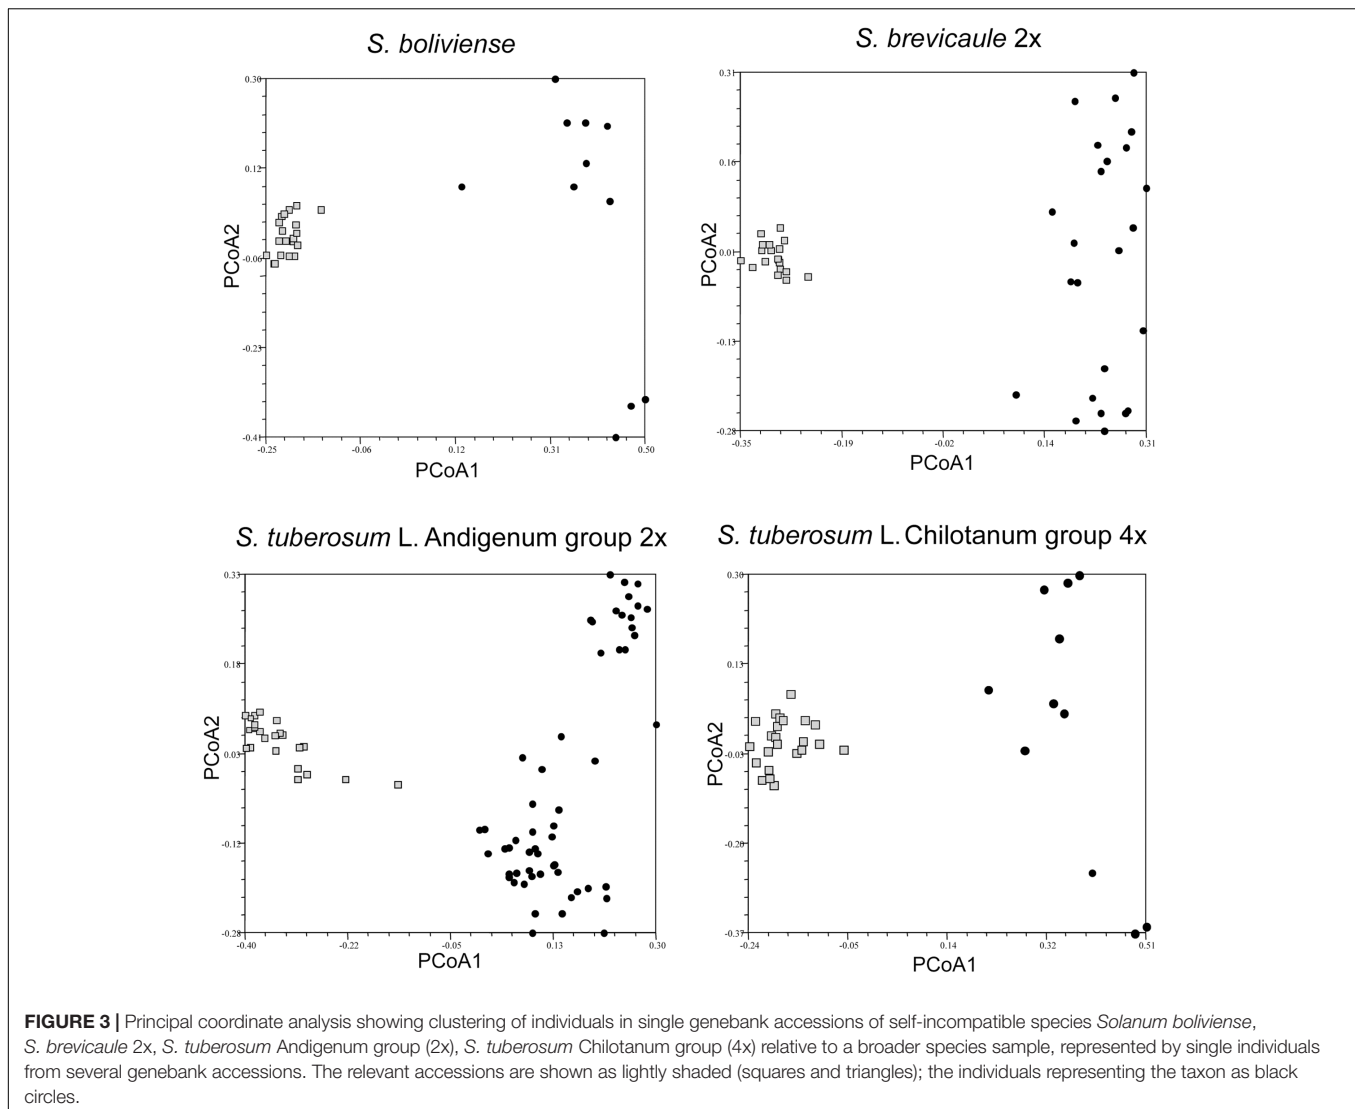 S. boliviense
S. brevicaule 2x
0.30
0.12
-0.06
-0.23
-0.41
PCoA2
-0.25 -0.06 0.12 0.31 0.50
PCoA1
0.31
0.16
0.01
-0.13
-0.28
PCoA2
-0.35 -0.19 -0.02 0.14 0.31
PCoA1
S. tuberosum L. Andigenum group 2x
S. tuberosum L. Chilotanum group 4x
0.33
0.18
0.03
-0.12
-0.28
PCoA2
-0.40 -0.22 -0.05 0.13 0.30
PCoA1
0.30
0.13
-0.03
-0.20
-0.37
PCoA2
-0.24 -0.05 0.14 0.32 0.51
PCoA1
FIGURE 3 | Principal coordinate analysis showing clustering of individuals in single genebank accessions of self-incompatible species Solanum boliviense,
S. brevicaule 2x, S. tuberosum Andigenum group (2x), S. tuberosum Chilotanum group (4x) relative to a broader species sample, represented by single individuals
from several genebank accessions. The relevant accessions are shown as lightly shaded (squares and triangles); the individuals representing the taxon as black
circles.